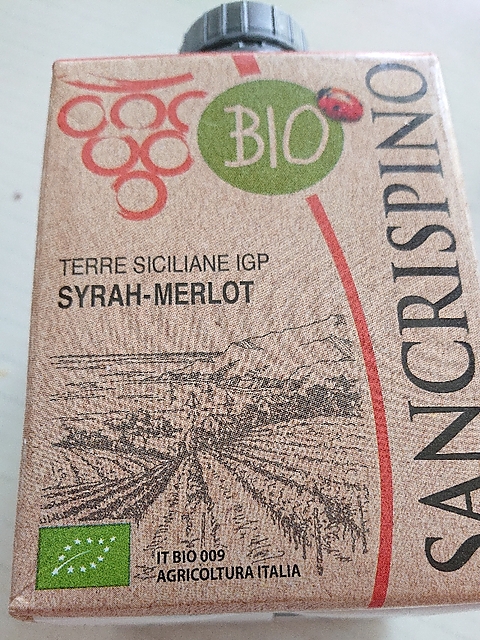 BIO
TERRE SICILIANE IGP
SYRAH-MERLOT
SANCRISPINO
IT BIO 009
AGRICOLTURA ITALIA